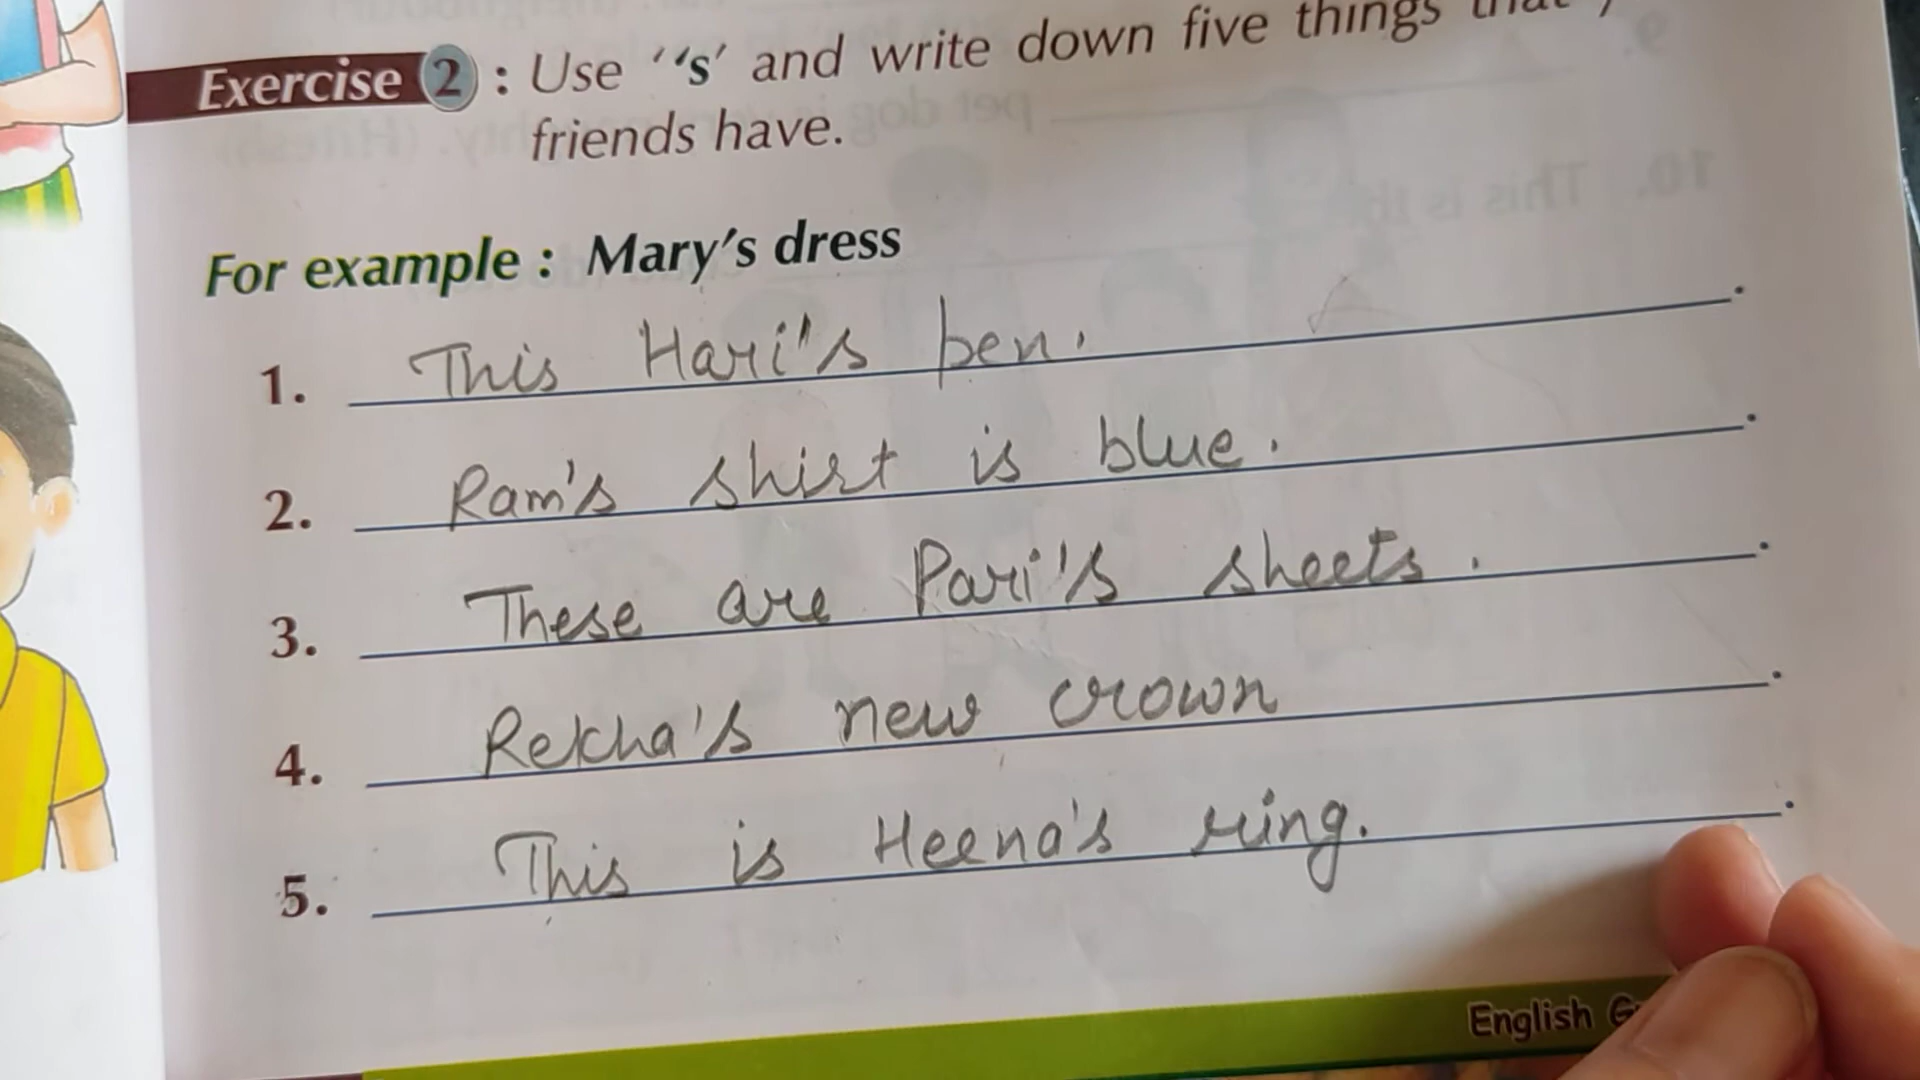 Exercise 2 : Use ‘’s’ and write down five things that
friends have.
For example : Mary's dress
1. This Hari's pen.
2. Ram's shirt is blue.
3. These are Pari's sheets.
4. Rekha's new crown
5. This is Heena's ring.
English